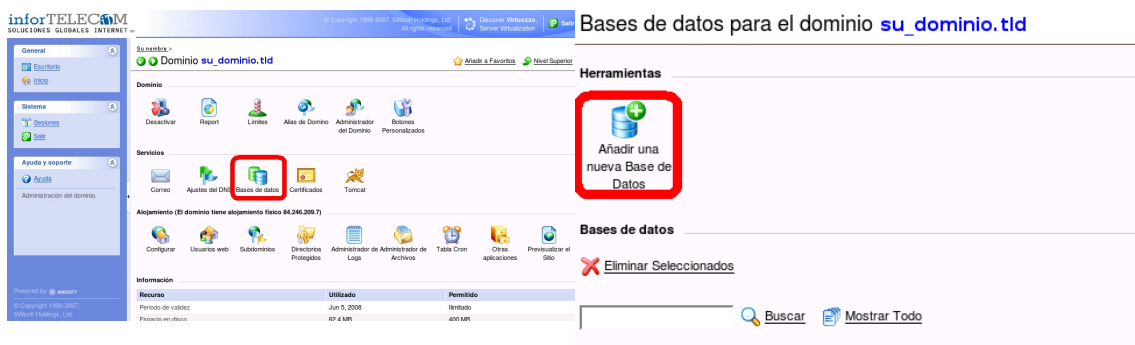 inforTELECOM
SOLUCIONES GLOBALES INTERNET
© Copyright 1999-2007, SWsoft Holdings, Ltd.
All rights reserved
Discover Virtuozzo,
Server Virtualization
Salir
General
Escritorio
Inicio
Sistema
Sesiones
Salir
Ayuda y soporte
Ayuda
Administración del dominio.
Powered by SWSOFT
© Copyright 1999-2007,
SWsoft Holdings, Ltd.
Su nombre >
Dominio su_dominio.tld
Añadir a Favoritos Nivel Superior
Dominio
Desactivar Report Límites Alias de Domino Administrador del Dominio Botones Personalizados
Servicios
Correo Ajustes del DNS Bases de datos Certificados Tomcat
Alojamiento (El dominio tiene alojamiento físico 84.246.209.7)
Configurar Usuarios web Subdominios Directorios Protegidos Administrador de Logs Administrador de Archivos Tabla Cron Otras aplicaciones Previsualizar el Sitio
Información
Recurso Utilizado Permitido
Periodo de validez Jun 5, 2008 Ilimitado
Espacio en disco 62.4 MB 400 MB
Bases de datos para el dominio su_dominio.tld
Herramientas
Añadir una
nueva Base de
Datos
Bases de datos
Eliminar Seleccionados
Buscar Mostrar Todo